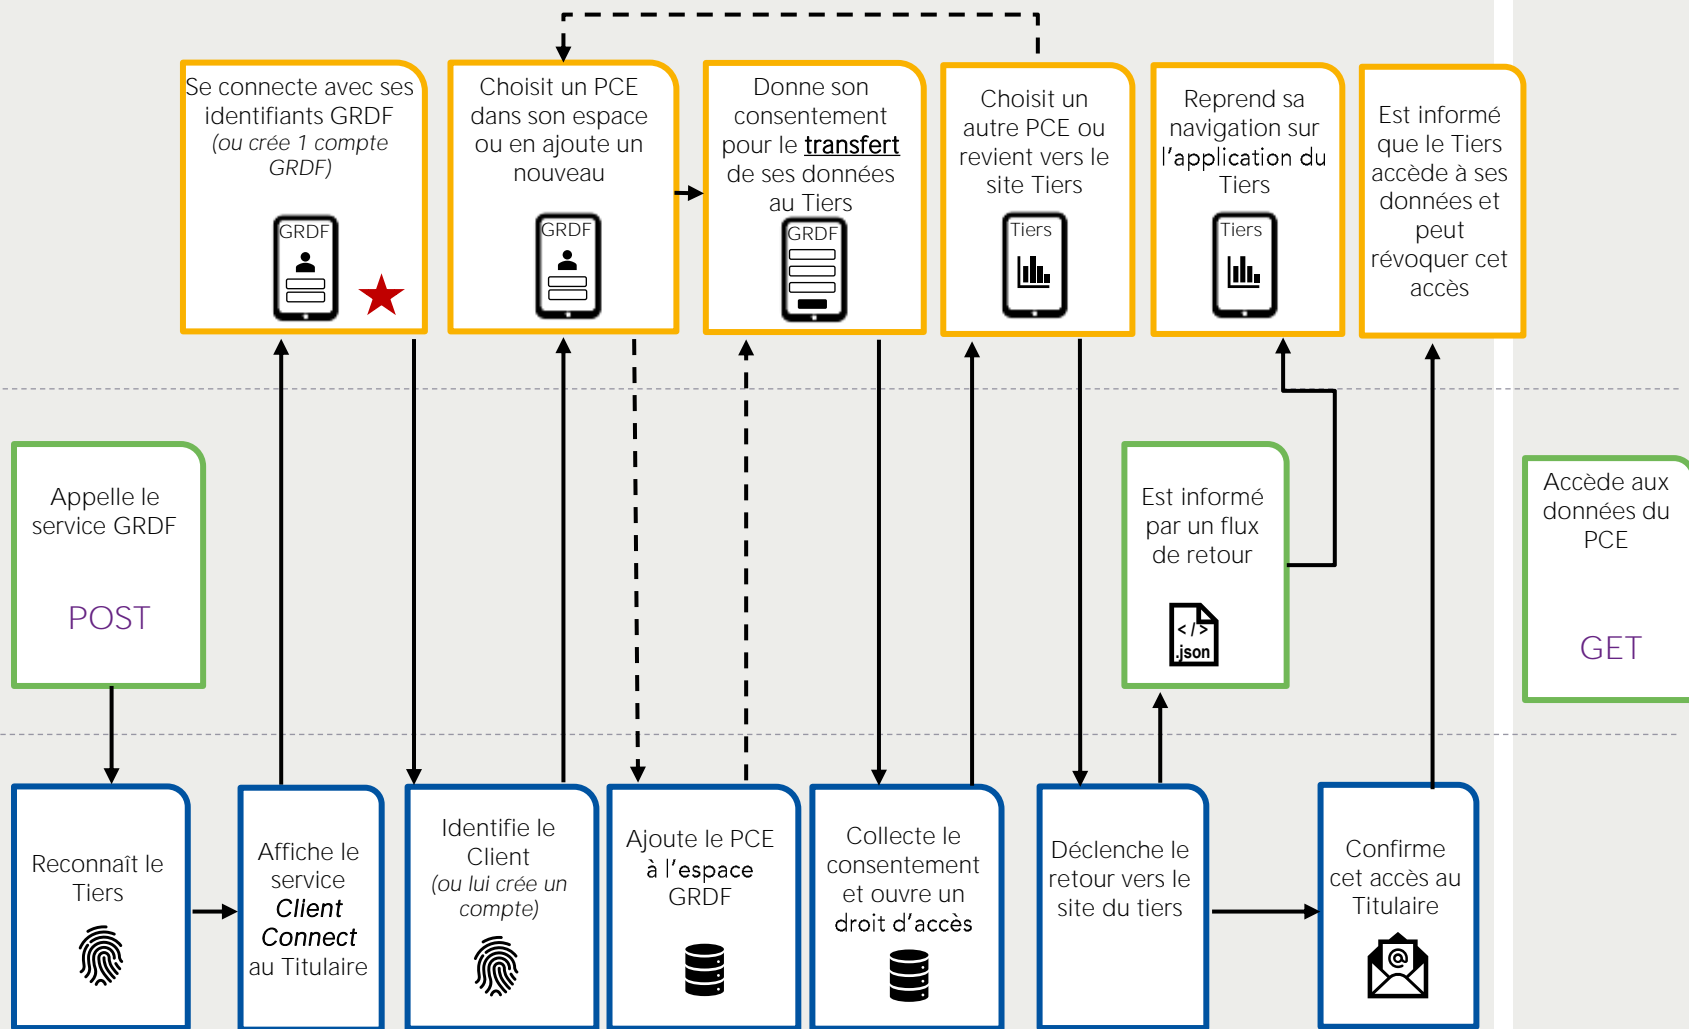 Se connecte avec ses
identifiants GRDF
(ou crée 1 compte
GRDF)
GRDF
Choisit un PCE
dans son espace
ou en ajoute un
nouveau
GRDF
Donne son
consentement
pour le transfert
de ses données
au Tiers
GRDF
Choisit un
autre PCE ou
revient vers le
site Tiers
Tiers
Reprend sa
navigation sur
l'application du
Tiers
Tiers
Est informé
que le Tiers
accède à ses
données et
peut
révoquer cet
accès
Appelle le
service GRDF
POST
Est informé
par un flux
de retour
</>
.json
Accède aux
données du
PCE
GET
Reconnaît le
Tiers
Affiche le
service
Client
Connect
au Titulaire
Identifie le
Client
(ou lui crée un
compte)
Ajoute le PCE
à l'espace
GRDF
Collecte le
consentement
et ouvre un
droit d'accès
Déclenche le
retour vers le
site du tiers
Confirme
cet accès au
Titulaire
@